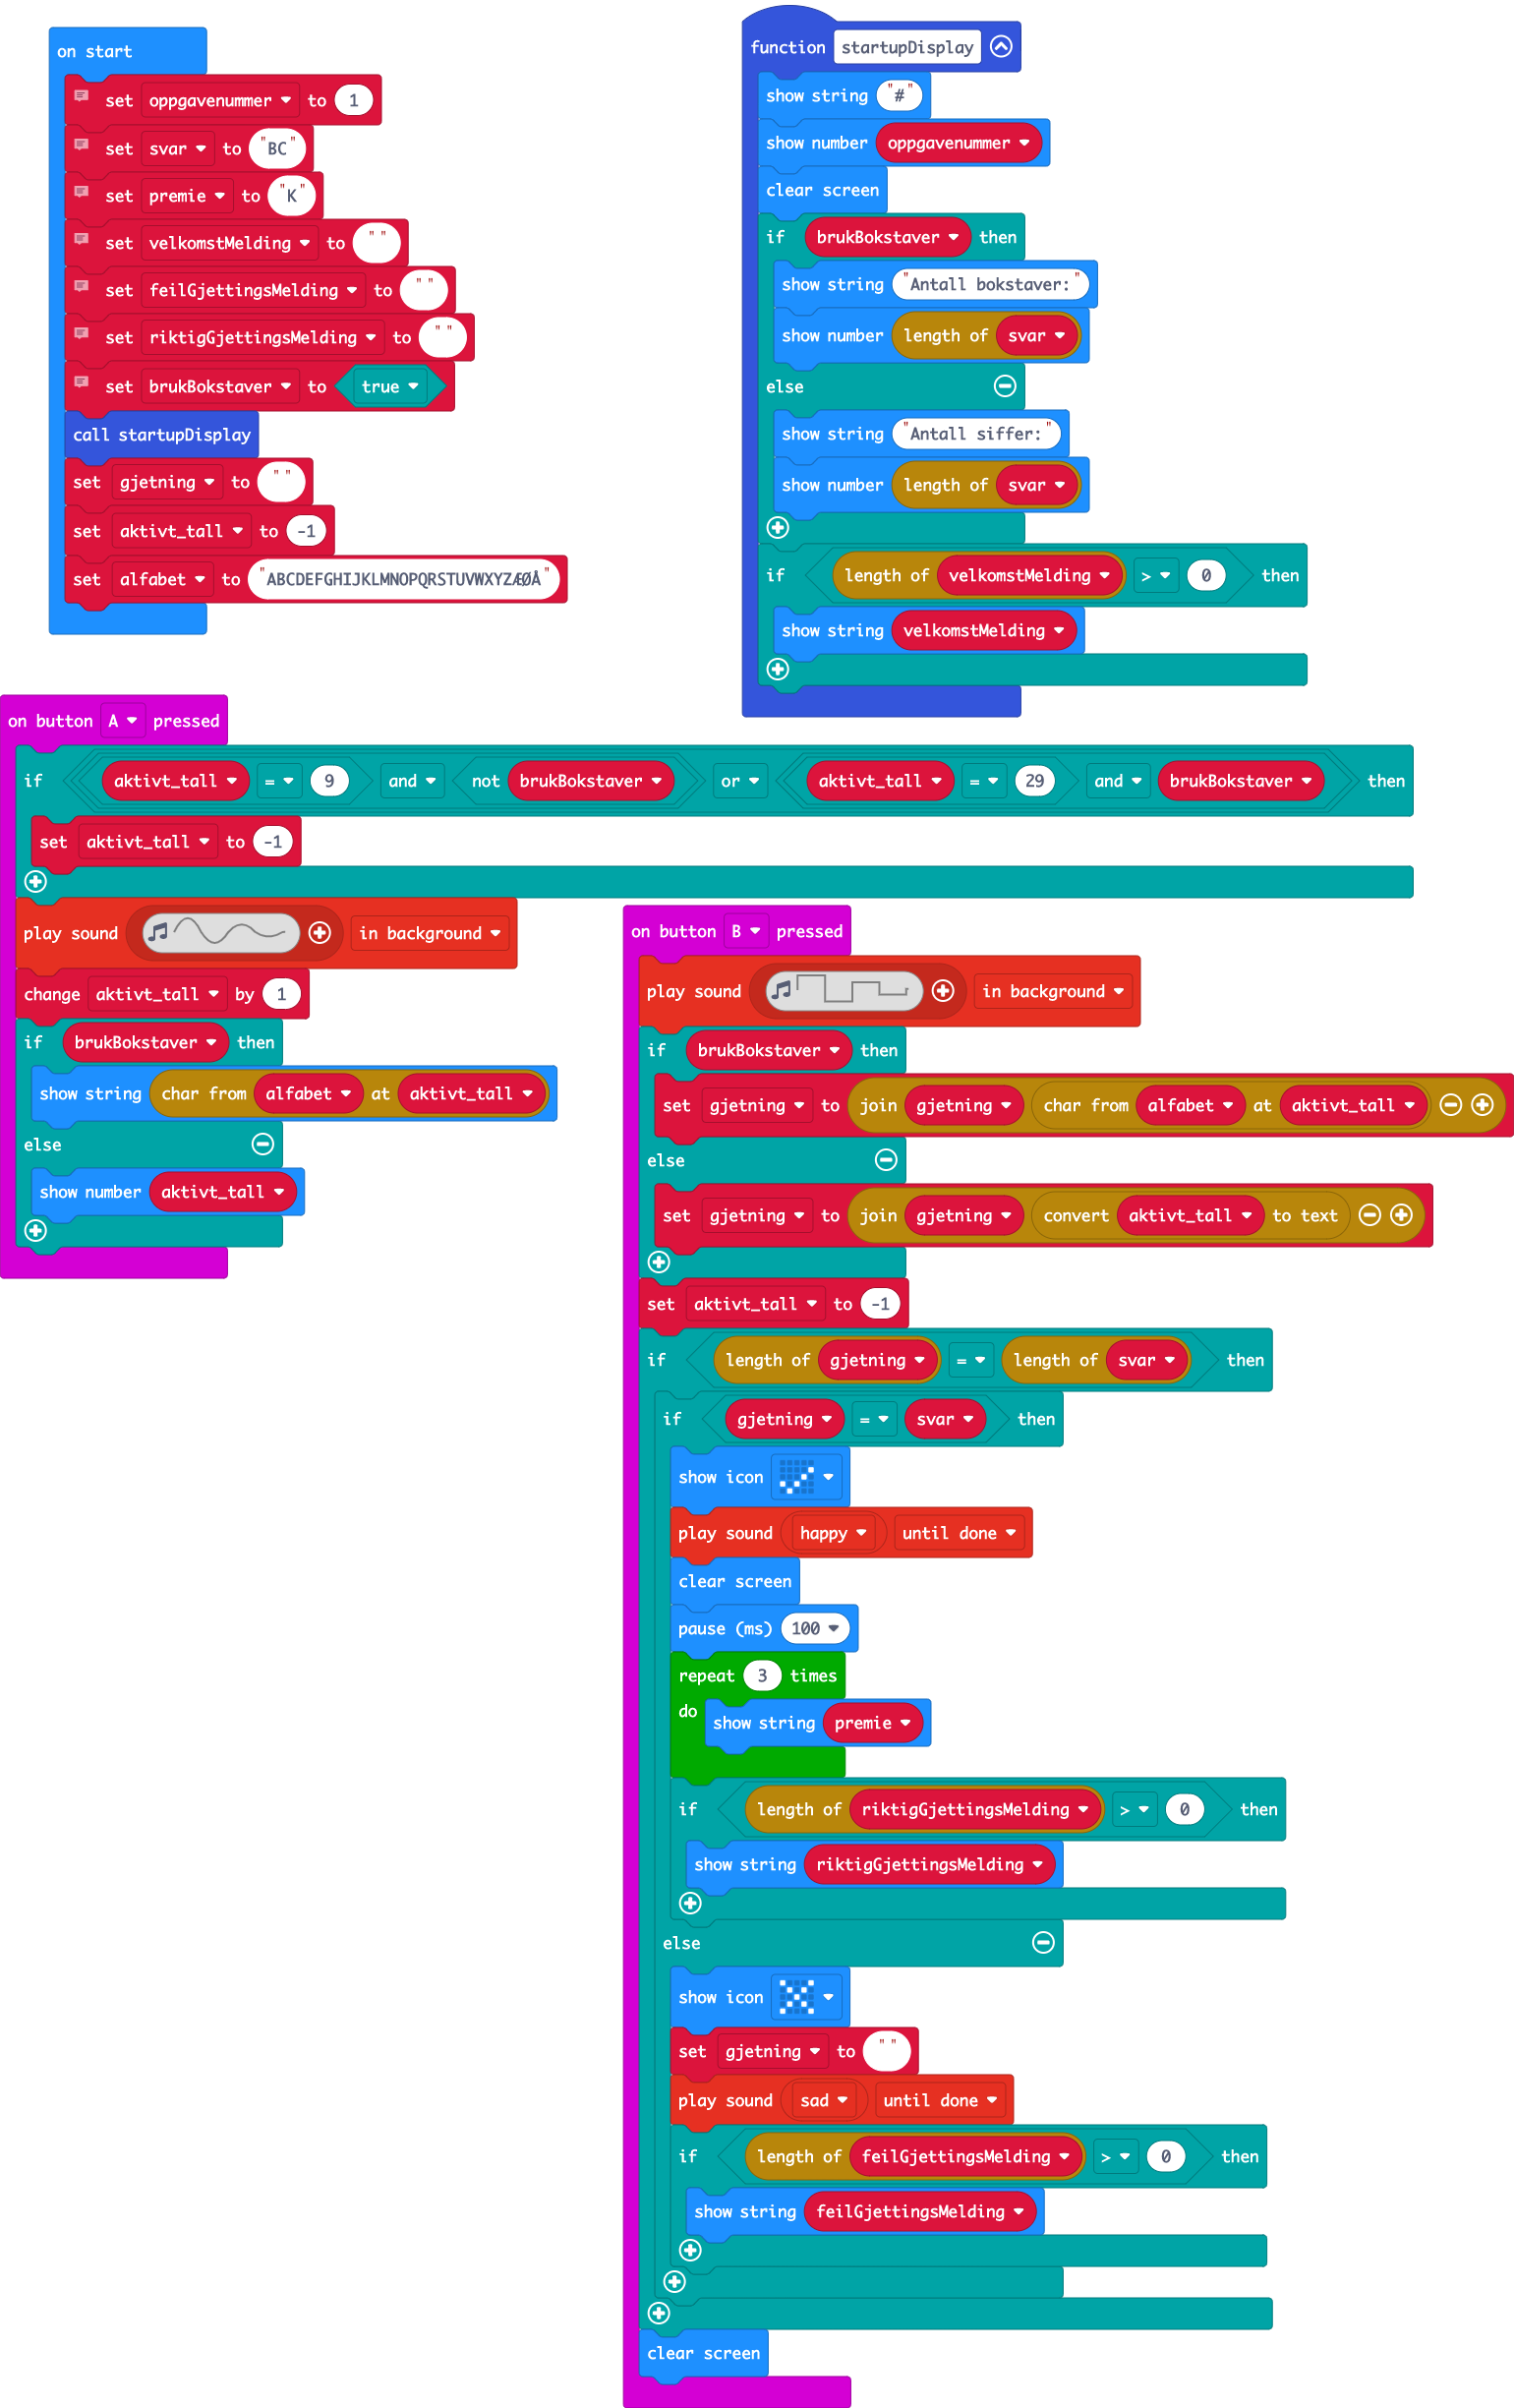 on start
set oppgavenummer to 1
set svar to "BC"
set premie to "K"
set velkomstMelding to " "
set feilGjettingsMelding to " "
set riktigGjettingsMelding to " "
set brukBokstaver to true
call startupDisplay
set gjetning to " "
set aktivt_tall to -1
set alfabet to "ABCDEFGHIJKLMNOPQRSTUVWXYZÆØÅ"
function startupDisplay
show string "#"
show number oppgavenummer
clear screen
if brukBokstaver then
show string "Antall bokstaver: "
show number length of svar
else
show string "Antall siffer:"
show number length of svar
if length of velkomstMelding > 0 then
show string velkomstMelding
on button A pressed
if aktivt_tall = 9 and not brukBokstaver or aktivt_tall = 29 and brukBokstaver then
set aktivt_tall to -1
play sound in background
change aktivt_tall by 1
if brukBokstaver then
show string char from alfabet at aktivt_tall
else
show number aktivt_tall
on button B pressed
play sound in background
if brukBokstaver then
set gjetning to join gjetning char from alfabet at aktivt_tall
else
set gjetning to join gjetning convert aktivt_tall to text
set aktivt_tall to -1
if length of gjetning = length of svar then
if gjetning = svar then
show icon
play sound happy until done
clear screen
pause (ms) 100
repeat 3 times
do show string premie
if length of riktigGjettingsMelding > 0 then
show string riktigGjettingsMelding
else
show icon
set gjetning to " "
play sound sad until done
if length of feilGjettingsMelding > 0 then
show string feilGjettingsMelding
clear screen